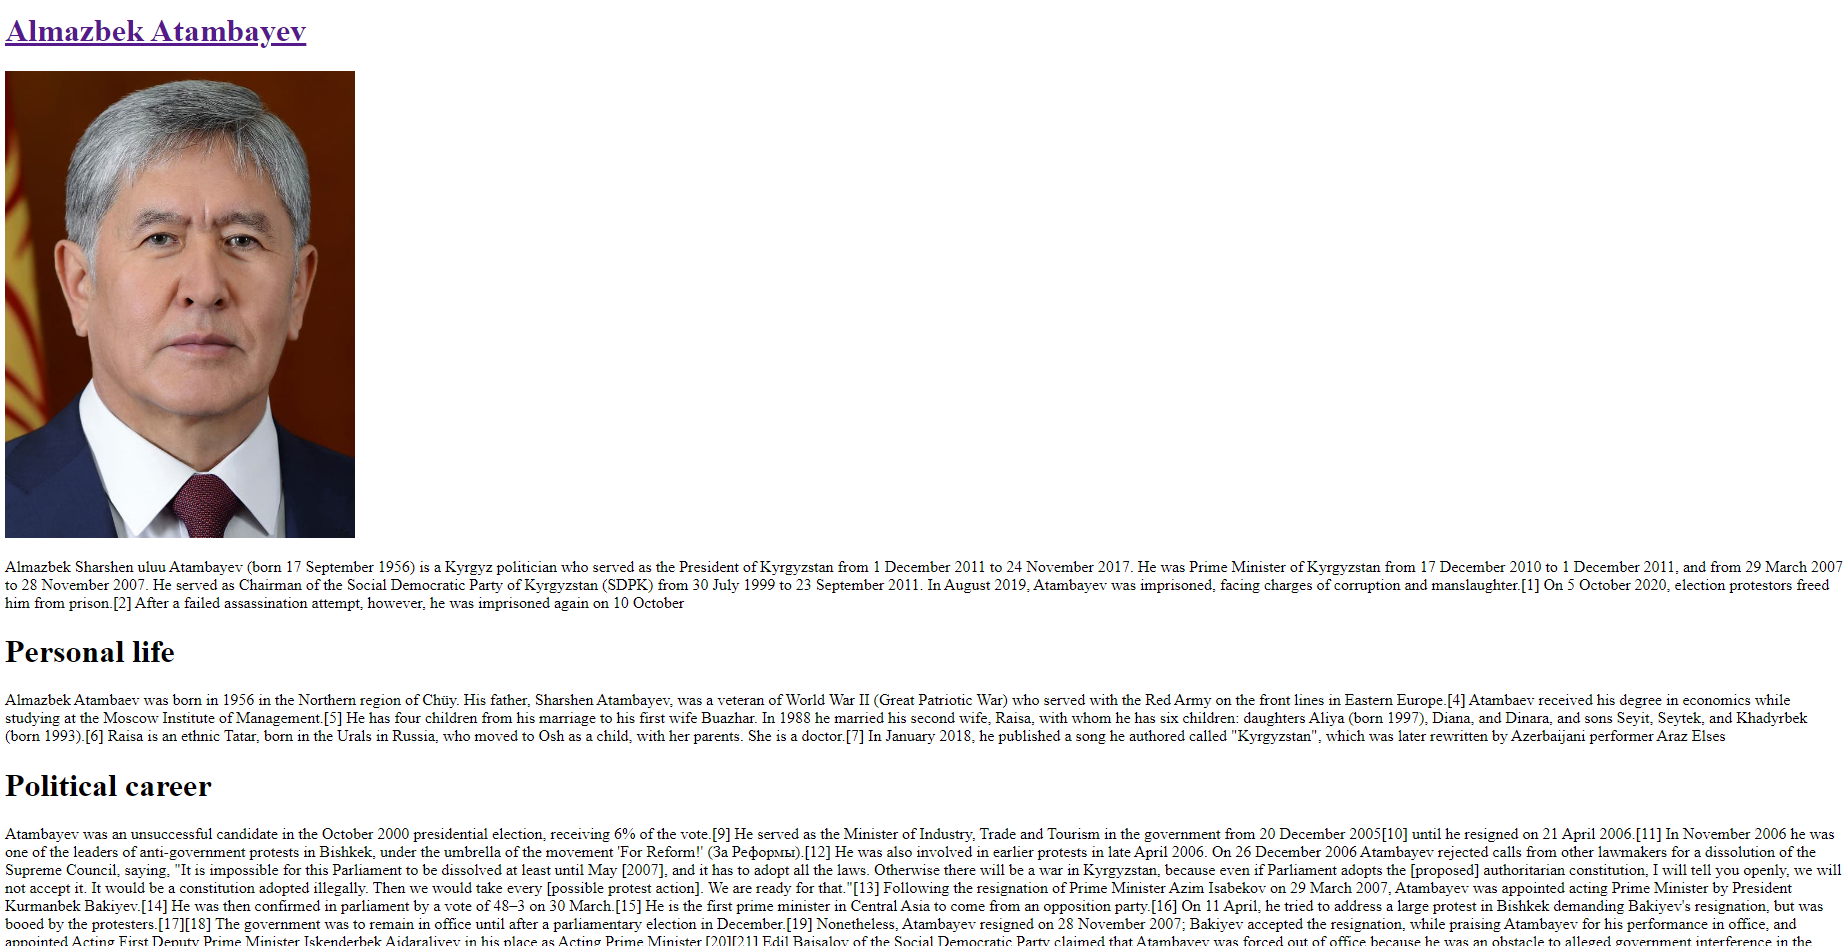 Almazbek Atambayev
Almazbek Sharshen uluu Atambayev (born 17 September 1956) is a Kyrgyz politician who served as the President of Kyrgyzstan from 1 December 2011 to 24 November 2017. He was Prime Minister of Kyrgyzstan from 17 December 2010 to 1 December 2011, and from 29 March 2007
to 28 November 2007. He served as Chairman of the Social Democratic Party of Kyrgyzstan (SDPK) from 30 July 1999 to 23 September 2011. In August 2019, Atambayev was imprisoned, facing charges of corruption and manslaughter.[1] On 5 October 2020, election protestors freed
him from prison.[2] After a failed assassination attempt, however, he was imprisoned again on 10 October
Personal life
Almazbek Atambaev was born in 1956 in the Northern region of Chüy. His father, Sharshen Atambayev, was a veteran of World War II (Great Patriotic War) who served with the Red Army on the front lines in Eastern Europe.[4] Atambaev received his degree in economics while
studying at the Moscow Institute of Management.[5] He has four children from his marriage to his first wife Buazhar. In 1988 he married his second wife, Raisa, with whom he has six children: daughters Aliya (born 1997), Diana, and Dinara, and sons Seyit, Seytek, and Khadyrbek
(born 1993).[6] Raisa is an ethnic Tatar, born in the Urals in Russia, who moved to Osh as a child, with her parents. She is a doctor.[7] In January 2018, he published a song he authored called "Kyrgyzstan", which was later rewritten by Azerbaijani performer Araz Elses
Political career
Atambayev was an unsuccessful candidate in the October 2000 presidential election, receiving 6% of the vote.[9] He served as the Minister of Industry, Trade and Tourism in the government from 20 December 2005[10] until he resigned on 21 April 2006.[11] In November 2006 he was
one of the leaders of anti-government protests in Bishkek, under the umbrella of the movement 'For Reform!' (За Реформы).[12] He was also involved in earlier protests in late April 2006. On 26 December 2006 Atambayev rejected calls from other lawmakers for a dissolution of the
Supreme Council, saying, "It is impossible for this Parliament to be dissolved at least until May [2007], and it has to adopt all the laws. Otherwise there will be a war in Kyrgyzstan, because even if Parliament adopts the [proposed] authoritarian constitution, I will tell you openly, we will
not accept it. It would be a constitution adopted illegally. Then we would take every [possible protest action]. We are ready for that."[13] Following the resignation of Prime Minister Azim Isabekov on 29 March 2007, Atambayev was appointed acting Prime Minister by President
Kurmanbek Bakiyev.[14] He was then confirmed in parliament by a vote of 48–3 on 30 March.[15] He is the first prime minister in Central Asia to come from an opposition party.[16] On 11 April, he tried to address a large protest in Bishkek demanding Bakiyev's resignation, but was
booed by the protesters.[17][18] The government was to remain in office until after a parliamentary election in December.[19] Nonetheless, Atambayev resigned on 28 November 2007; Bakiyev accepted the resignation, while praising Atambayev for his performance in office, and
appointed Acting First Deputy Prime Minister Iskenderbek Aidaraliyev in his place as Acting Prime Minister.[20][21] Edil Baisalov of the Social Democratic Party claimed that Atambayev was forced out of office because he was an obstacle to alleged government interference in the